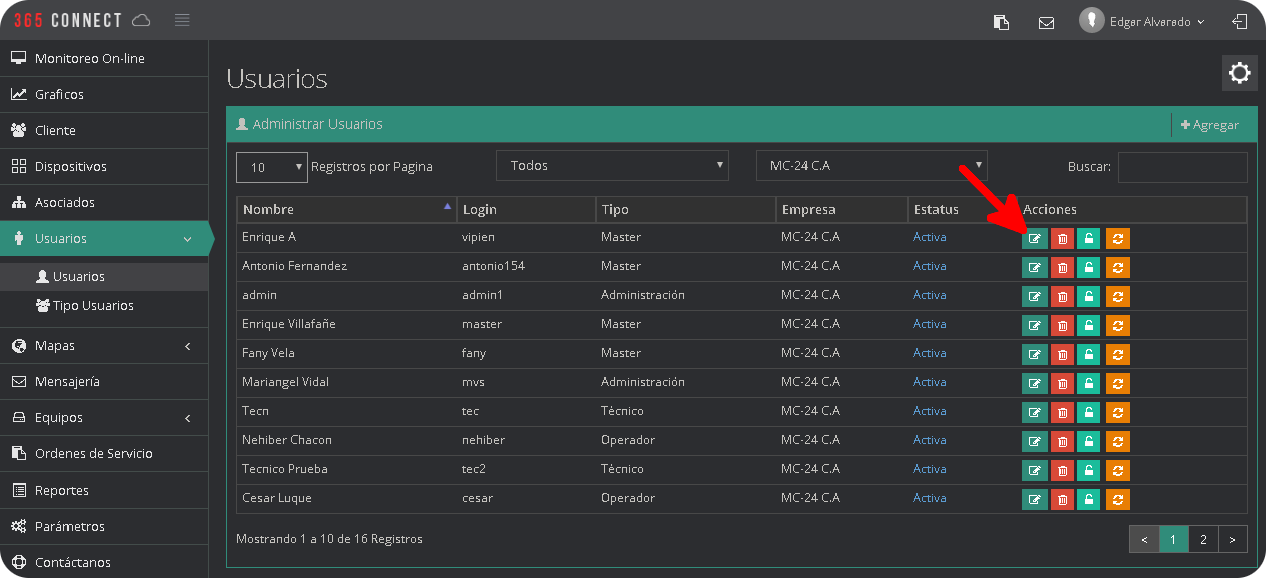 365 CONNECT
Edgar Alvarado
Monitoreo On-line
Graficos
Cliente
Dispositivos
Asociados
Usuarios
Usuarios
Tipo Usuarios
Mapas
Mensajería
Equipos
Ordenes de Servicio
Reportes
Parámetros
Contáctanos
Usuarios
Administrar Usuarios
Agregar
10 Registros por Pagina Todos MC-24 C.A Buscar:
Nombre Login Tipo Empresa Estatus Acciones
Enrique A vipien Master MC-24 C.A Activa
Antonio Fernandez antonio154 Master MC-24 C.A Activa
admin admin1 Administración MC-24 C.A Activa
Enrique Villafañe master Master MC-24 C.A Activa
Fany Vela fany Master MC-24 C.A Activa
Mariangel Vidal mvs Administración MC-24 C.A Activa
Tecn tec Técnico MC-24 C.A Activa
Nehiber Chacon nehiber Operador MC-24 C.A Activa
Tecnico Prueba tec2 Técnico MC-24 C.A Activa
Cesar Luque cesar Operador MC-24 C.A Activa
Mostrando 1 a 10 de 16 Registros
< 1 2 >